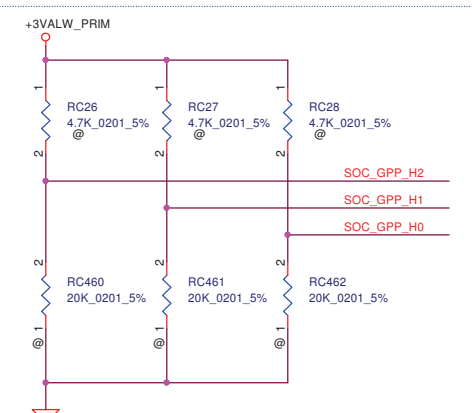 +3VALW_PRIM
1 1 1
RC26 RC27 RC28
4.7K_0201_5% 4.7K_0201_5% 4.7K_0201_5%
@ @ @
2 2 2
SOC_GPP_H2
SOC_GPP_H1
SOC_GPP_H0
2 2 2
RC460 RC461 RC462
20K_0201_5% 20K_0201_5% 20K_0201_5%
@ 1 @ 1 @ 1